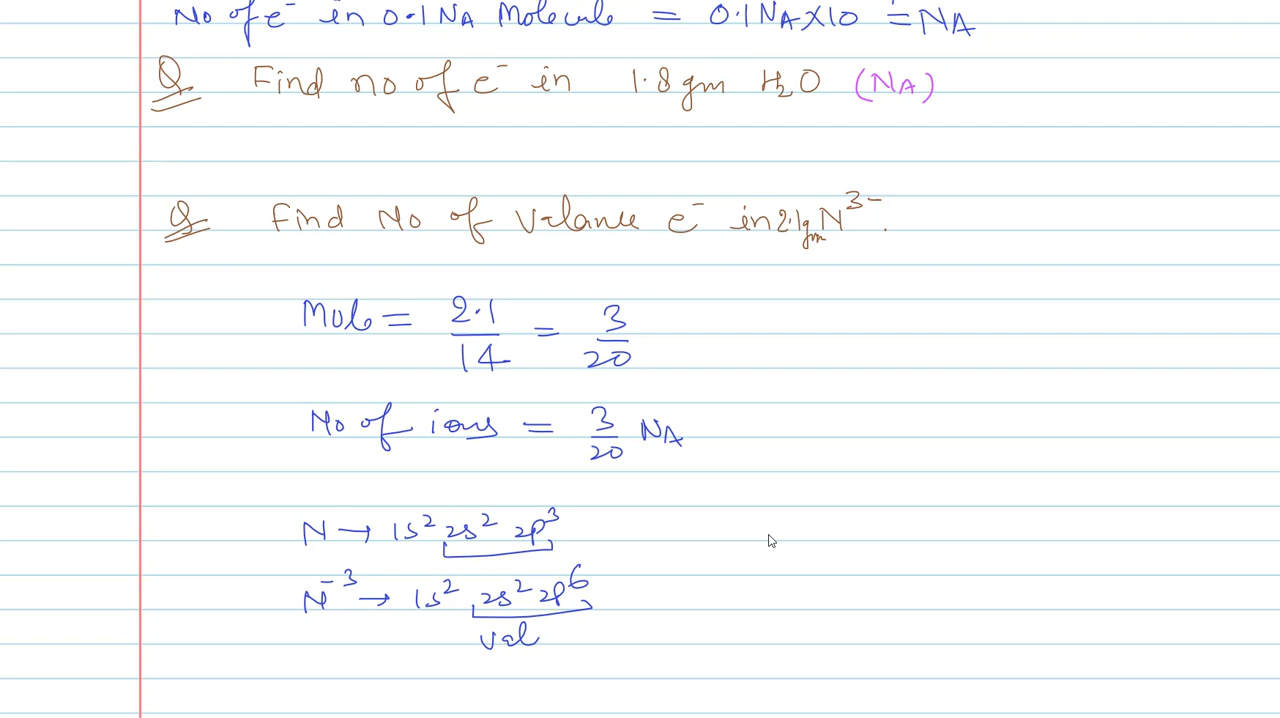 No of e⁻ in 0.1 NA Molecule = 0.1 NA x 10 = NA
Q Find no of e⁻ in 1.8 gm H₂O (NA)
Q Find No of valance e⁻ in 2.1 gm N³⁻.
Mole = 2.1/14 = 3/20
No of ions = 3/20 NA
N → 1s² 2s² 2p³
N⁻³ → 1s² 2s² 2p⁶
val